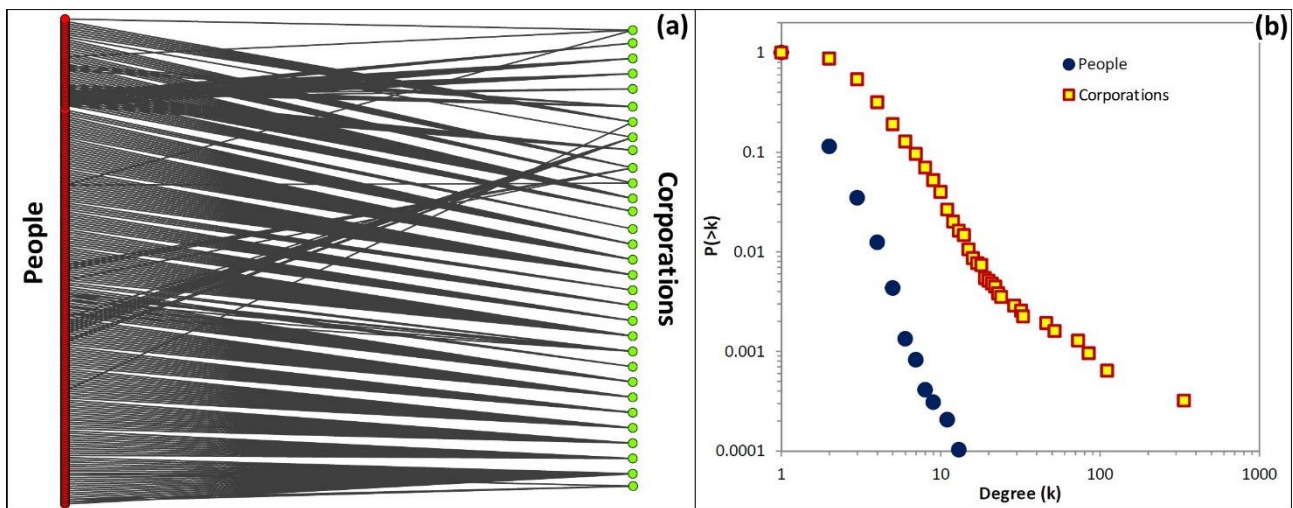 (a)
People
Corporations
(b)
People
Corporations
P(>k)
1
0.1
0.01
0.001
0.0001
1
10
100
1000
Degree (k)